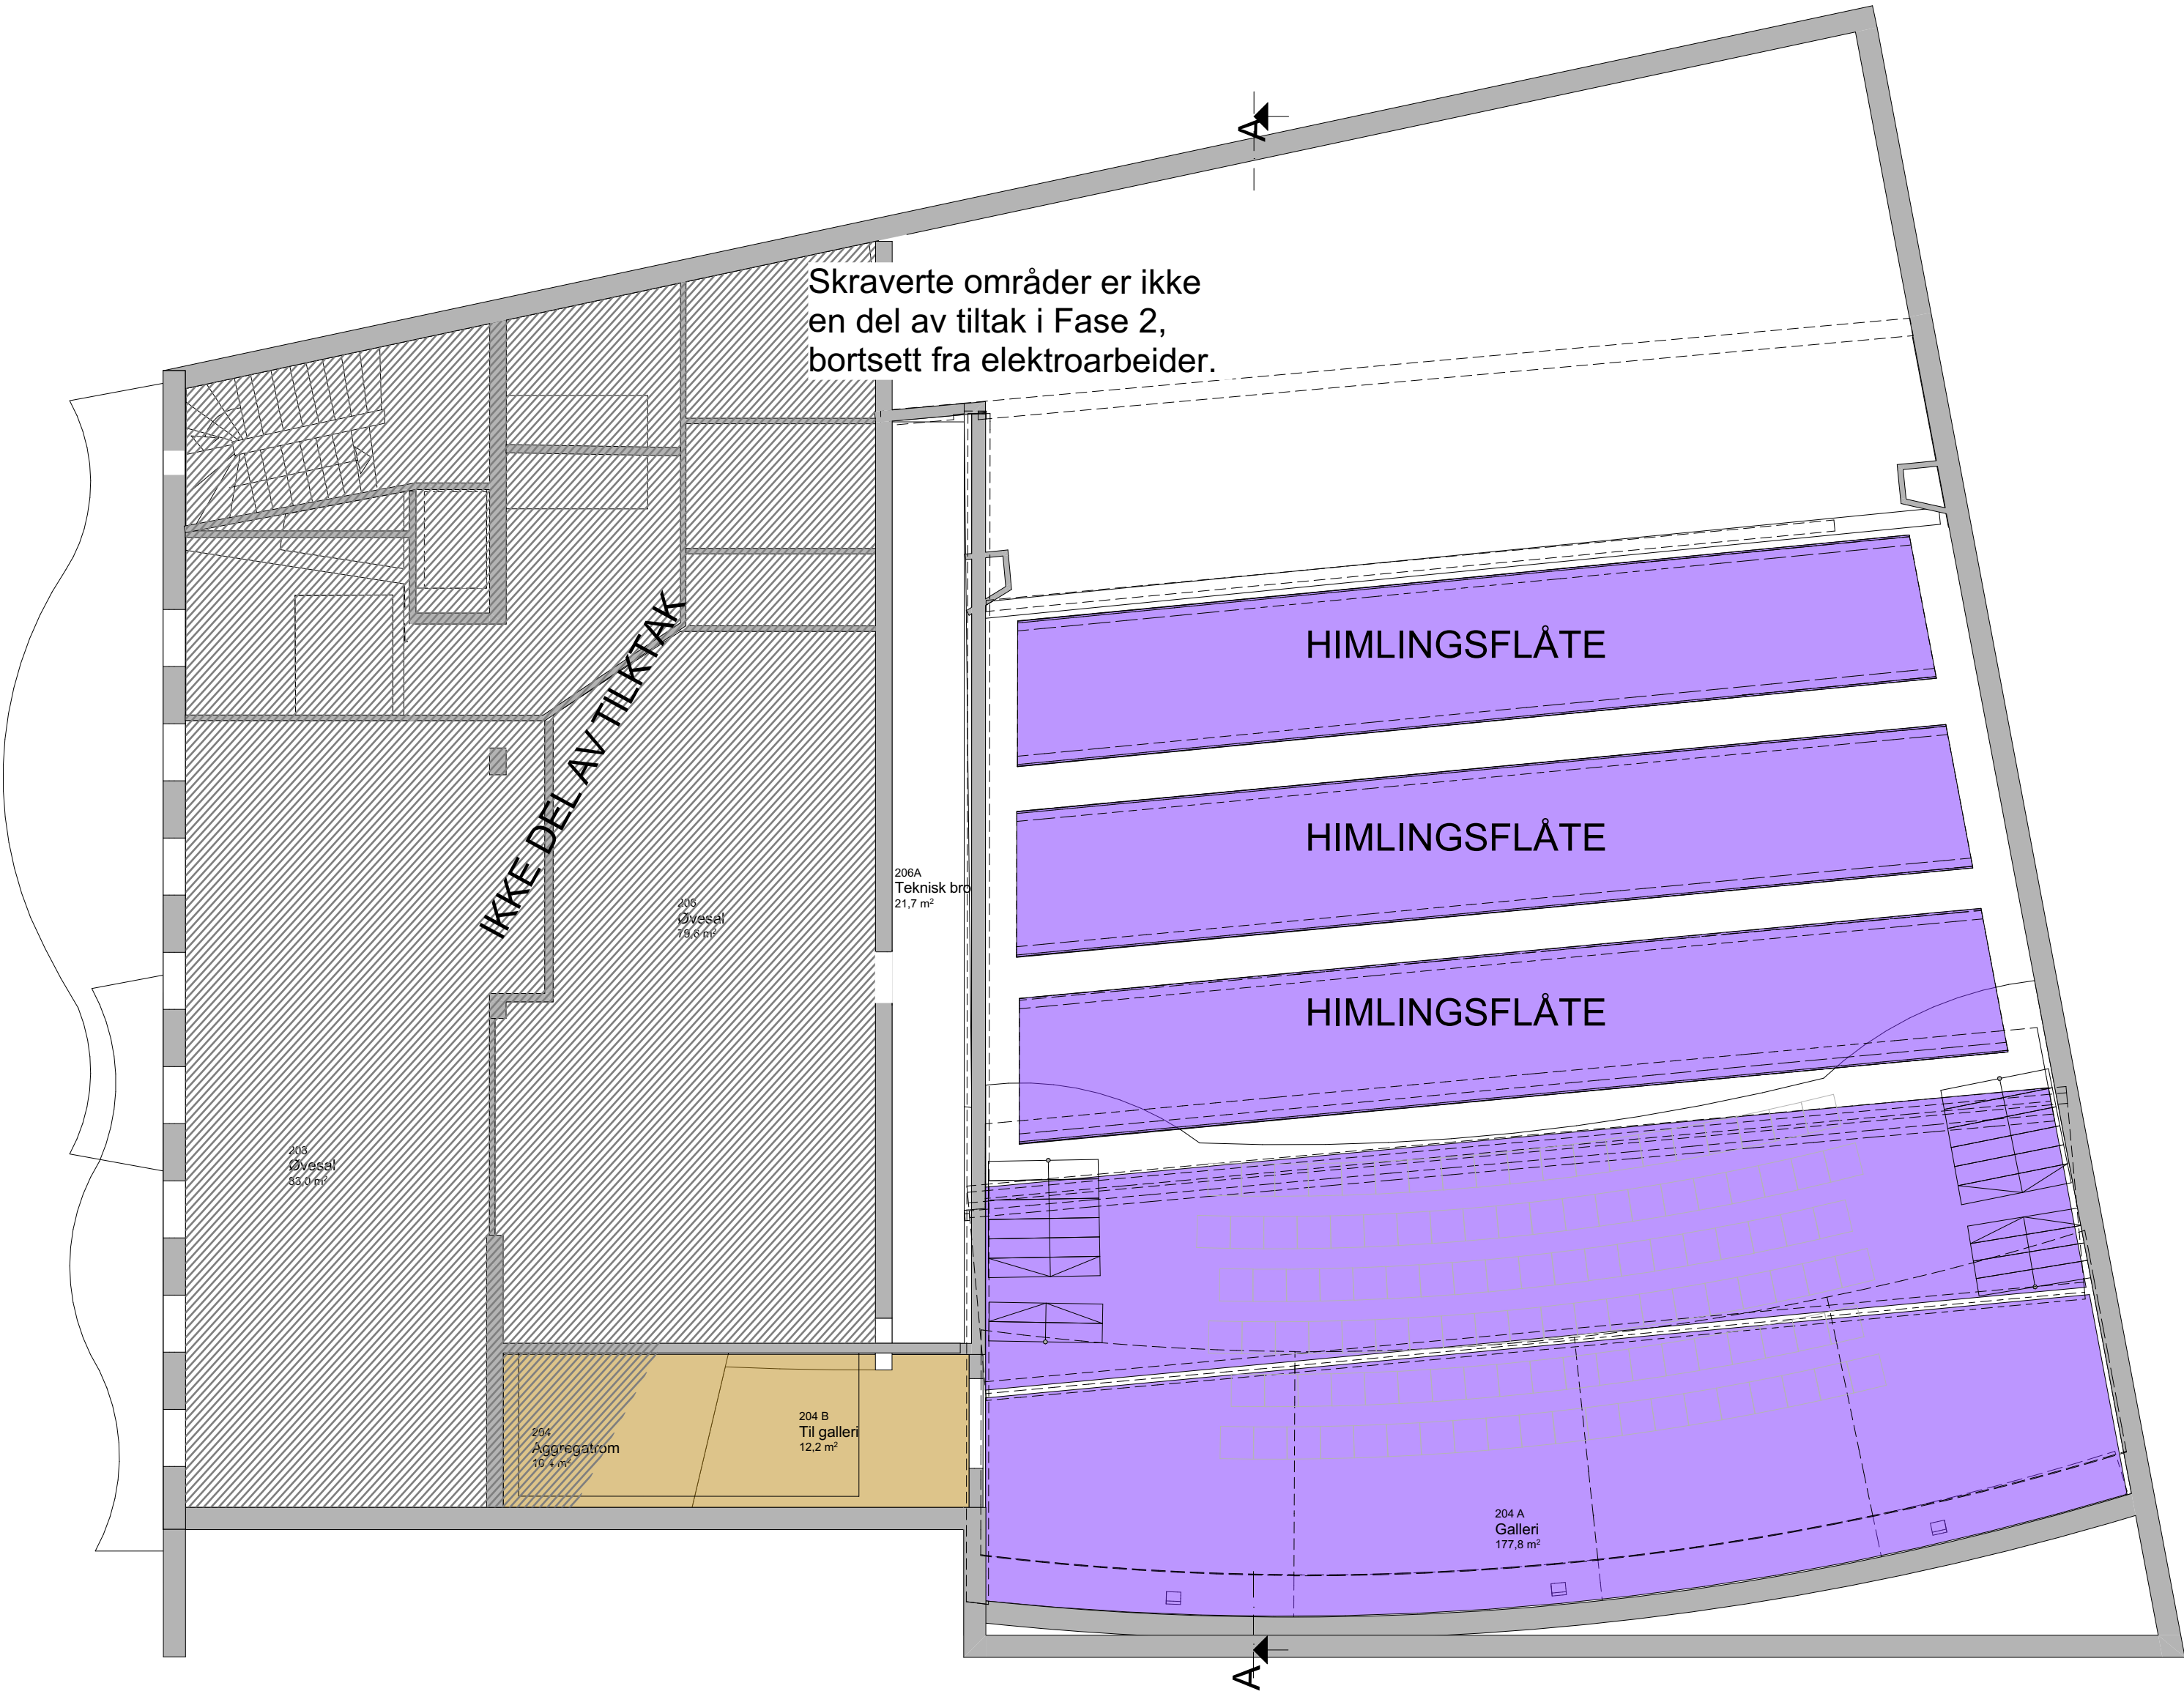 A
Skraverte områder er ikke
en del av tiltak i Fase 2,
bortsett fra elektroarbeider.
HIMLINGSFLÅTE
IKKE DEL AV TILKTAK
HIMLINGSFLÅTE
206A
Teknisk bro
21,7 m²
205
Øvesal
79,6 m²
HIMLINGSFLÅTE
203
Øvesal
33,0 m²
204 B
Til galleri
12,2 m²
204
Aggregatrom
10,4 m²
204 A
Galleri
177,8 m²
A